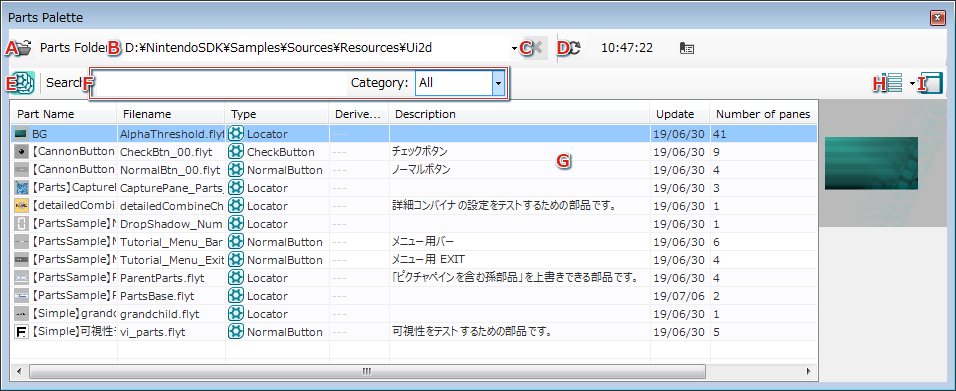 Parts Palette
A Parts Folder B D:¥NintendoSDK¥Samples¥Sources¥Resources¥Ui2d C D 10:47:22
E Search F Category: All H I
Part Name Filename Type Derive... Description Update Number of panes
BG AlphaThreshold.flyt Locator --- 19/06/30 41
【CannonButton CheckBtn_00.flyt CheckButton --- チェックボタン G 19/06/30 9
【CannonButton NormalBtn_00.flyt NormalButton --- ノーマルボタン 19/06/30 4
【Parts】Capture CapturePane_Parts_ Locator --- 19/06/30 3
【detailedCombi detailedCombineCh Locator --- 詳細コンバイナの設定をテストするための部品です。 19/06/30 1
【PartsSample】 DropShadow_Num Locator --- 19/06/30 1
【PartsSample】 Tutorial_Menu_Bar NormalButton --- メニュー用バー 19/06/30 6
【PartsSample】 Tutorial_Menu_Exit NormalButton --- メニュー用 EXIT 19/06/30 4
【PartsSample】 ParentParts.flyt Locator --- 「ピクチャペインを含む孫部品」を上書きできる部品です。 19/06/30 4
【PartsSample】 PartsBase.flyt Locator --- 19/07/06 2
【Simple】grandc grandchild.flyt Locator --- 19/06/30 1
【Simple】可視性 vi_parts.flyt NormalButton --- 可視性をテストするための部品です。 19/06/30 5